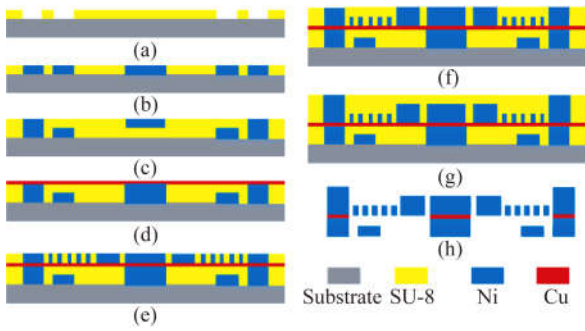 (a)
(b)
(c)
(d)
(e)
(f)
(g)
(h)
Substrate SU-8 Ni Cu